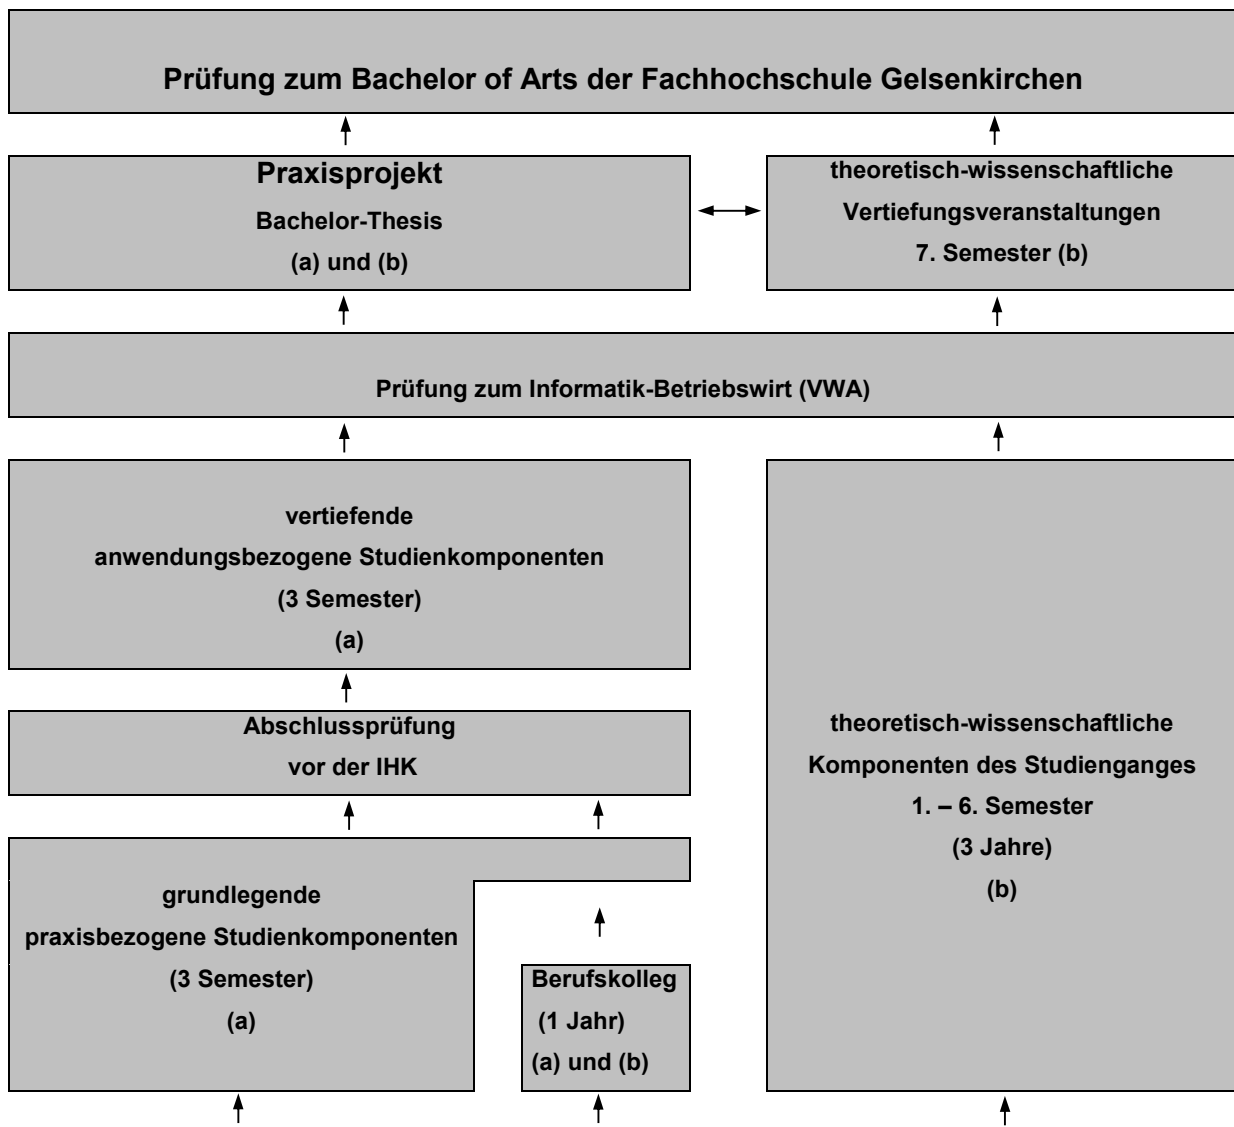 Prüfung zum Bachelor of Arts der Fachhochschule Gelsenkirchen
Praxisprojekt
Bachelor-Thesis
(a) und (b)
theoretisch-wissenschaftliche
Vertiefungsveranstaltungen
7. Semester (b)
Prüfung zum Informatik-Betriebswirt (VWA)
vertiefende
anwendungsbezogene Studienkomponenten
(3 Semester)
(a)
Abschlussprüfung
vor der IHK
theoretisch-wissenschaftliche
Komponenten des Studienganges
1. – 6. Semester
(3 Jahre)
(b)
grundlegende
praxisbezogene Studienkomponenten
(3 Semester)
(a)
Berufskolleg
(1 Jahr)
(a) und (b)